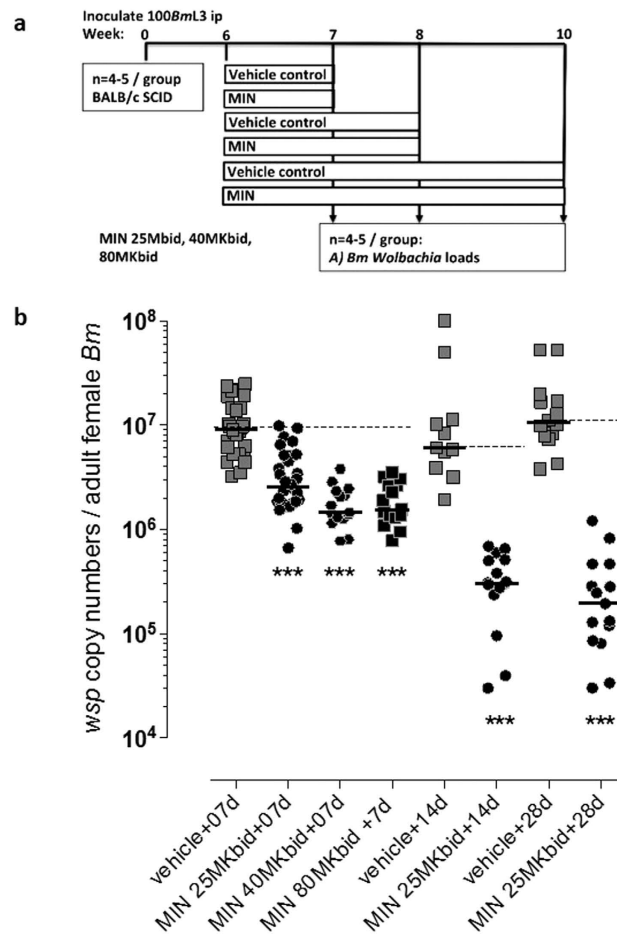 a
Inoculate 100BmL3 ip
Week:
0 6 7 8 10
n=4-5 / group
BALB/c SCID
Vehicle control
MIN
Vehicle control
MIN
Vehicle control
MIN
MIN 25Mbid, 40MKbid,
80MKbid
n=4-5 / group:
A) Bm Wolbachia loads
b
wsp copy numbers / adult female Bm
10⁸
10⁷
10⁶
10⁵
10⁴
*** *** *** *** ***
vehicle+07d
MIN 25MKbid+07d
MIN 40MKbid+07d
MIN 80MKbid +7d
vehicle+14d
MIN 25MKbid+14d
vehicle+28d
MIN 25MKbid+28d